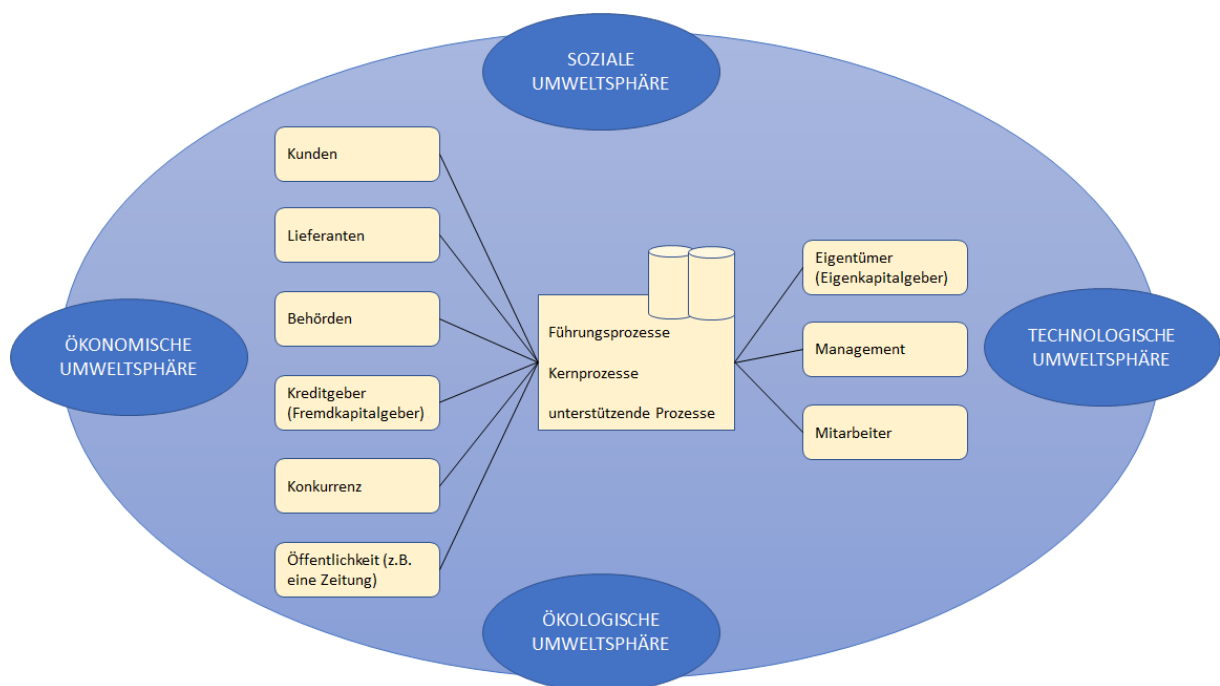 SOZIALE
UMWELTSPHÄRE
Kunden
Lieferanten
Behörden
Kreditgeber
(Fremdkapitalgeber)
Konkurrenz
Öffentlichkeit (z.B.
eine Zeitung)
ÖKONOMISCHE
UMWELTSPHÄRE
Führungsprozesse
Kernprozesse
unterstützende Prozesse
Eigentümer
(Eigenkapitalgeber)
Management
Mitarbeiter
TECHNOLOGISCHE
UMWELTSPHÄRE
ÖKOLOGISCHE
UMWELTSPHÄRE